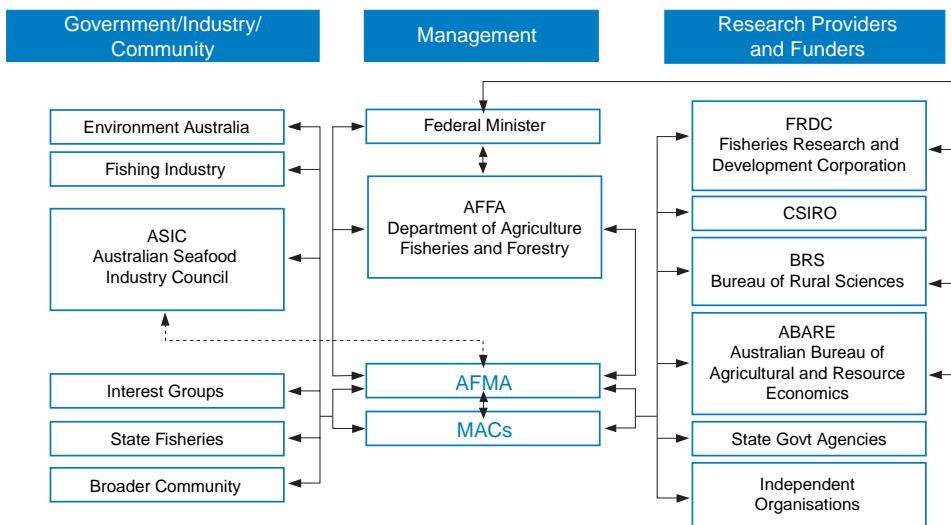 Government/Industry/
Community
Management
Research Providers
and Funders
Environment Australia
Fishing Industry
ASIC
Australian Seafood
Industry Council
Interest Groups
State Fisheries
Broader Community
Federal Minister
AFFA
Department of Agriculture
Fisheries and Forestry
AFMA
MACs
FRDC
Fisheries Research and
Development Corporation
CSIRO
BRS
Bureau of Rural Sciences
ABARE
Australian Bureau of
Agricultural and Resource
Economics
State Govt Agencies
Independent
Organisations